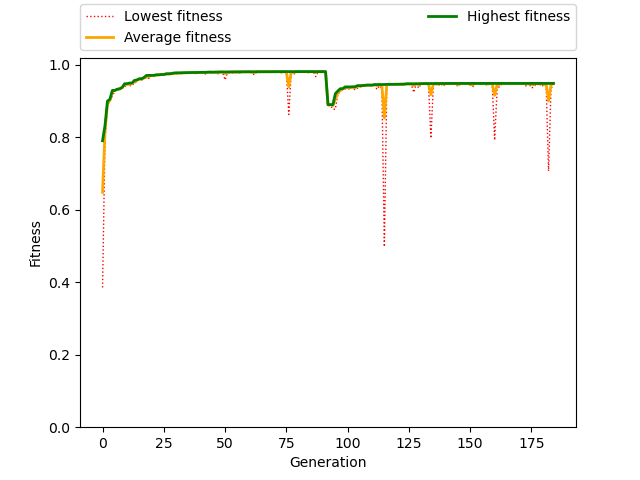 Lowest fitness
Average fitness
Highest fitness
1.0
0.8
0.6
0.4
0.2
0.0
Fitness
0 25 50 75 100 125 150 175
Generation